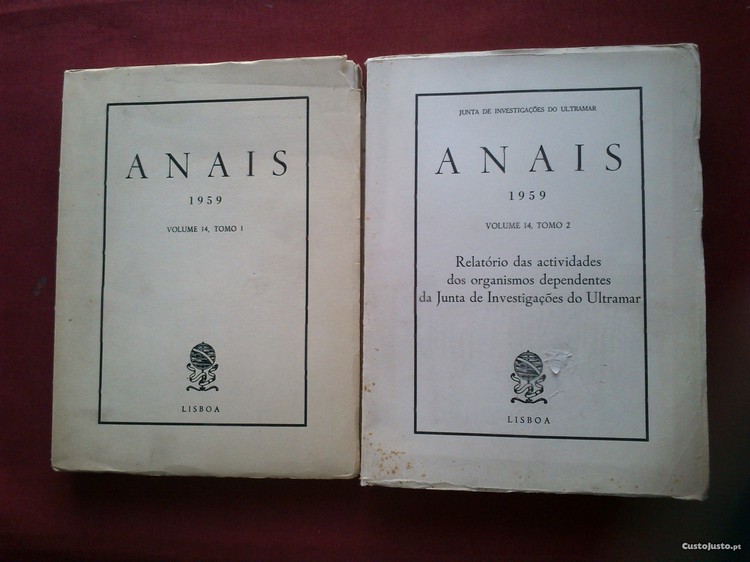 ANAIS
1959
VOLUME 14, TOMO 1
LISBOA
JUNTA DE INVESTIGAÇÕES DO ULTRAMAR
ANAIS
1959
VOLUME 14, TOMO 2
Relatório das actividades
dos organismos dependentes
da Junta de Investigações do Ultramar
LISBOA
CustoJusto.pt